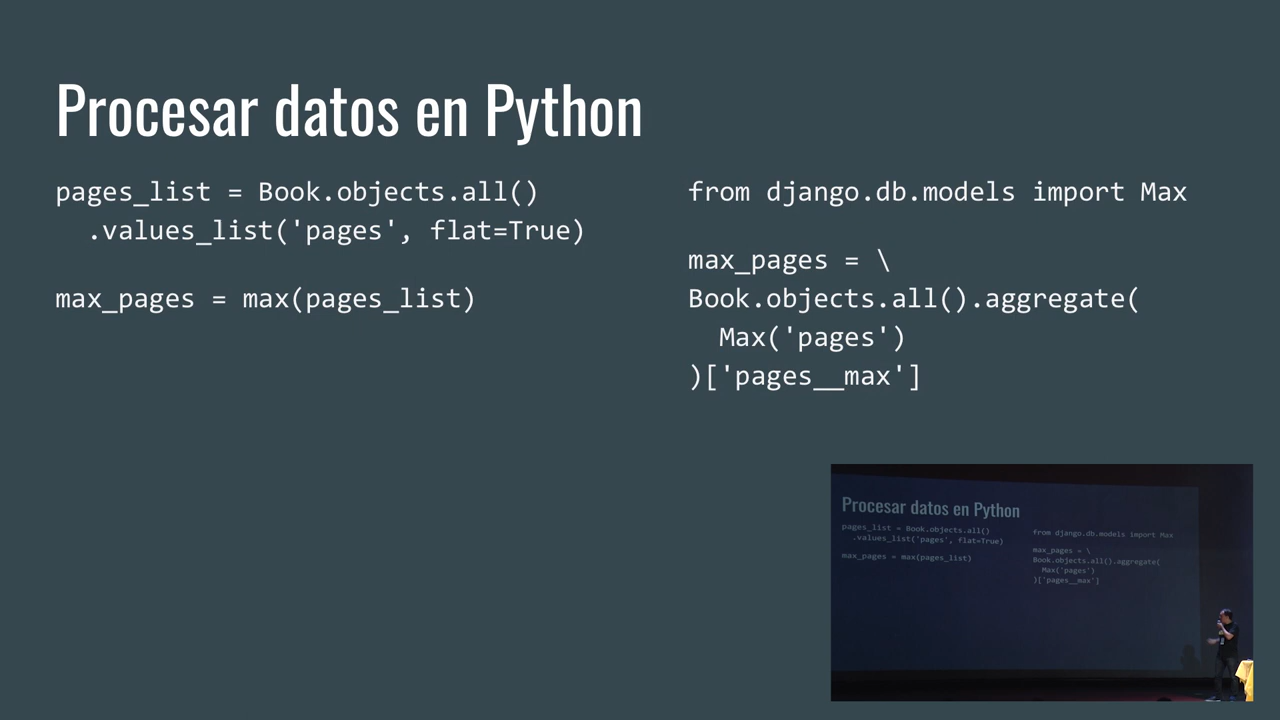 Procesar datos en Python
pages_list = Book.objects.all()
.values_list('pages', flat=True)
max_pages = max(pages_list)
from django.db.models import Max
max_pages = \
Book.objects.all().aggregate(
Max('pages')
)['pages__max']
Procesar datos en Python
pages_list = Book.objects.all()
.values_list('pages', flat=True)
max_pages = max(pages_list)
from django.db.models import Max
max_pages = \
Book.objects.all().aggregate(
Max('pages')
)['pages__max']